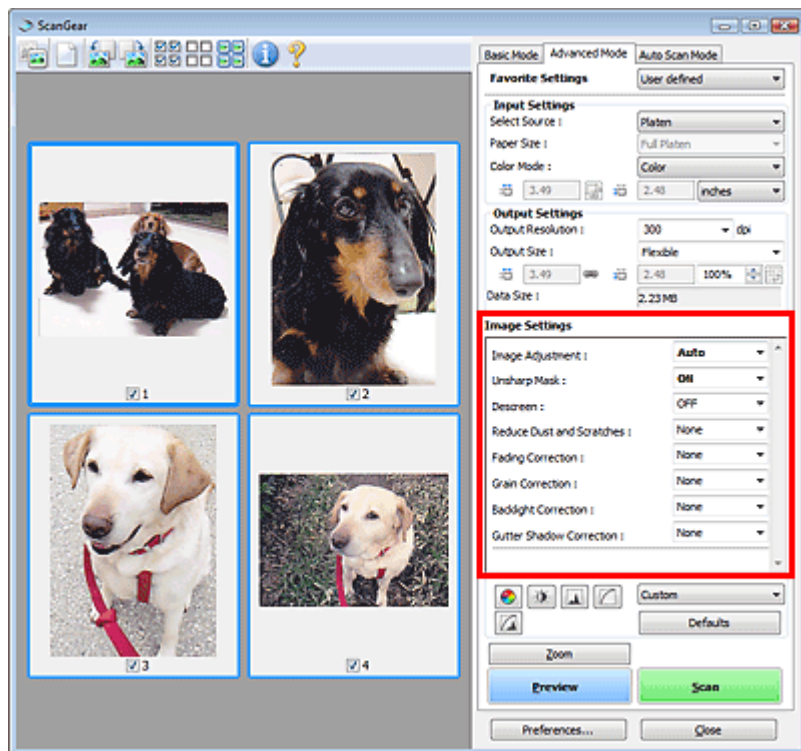 ScanGear
Basic Mode Advanced Mode Auto Scan Mode
Favorite Settings User defined
Input Settings
Select Source : Platen
Paper Size : Full Platen
Color Mode : Color
3.49 2.48 inches
Output Settings
Output Resolution : 300 dpi
Output Size : Flexible
3.49 2.48 100%
Data Size : 2.23 MB
Image Settings
Image Adjustment : Auto
Unsharp Mask : ON
Descreen : OFF
Reduce Dust and Scratches : None
Fading Correction : None
Grain Correction : None
Backlight Correction : None
Gutter Shadow Correction : None
Custom
Defaults
Zoom
Preview Scan
Preferences... Close
1
2
3
4